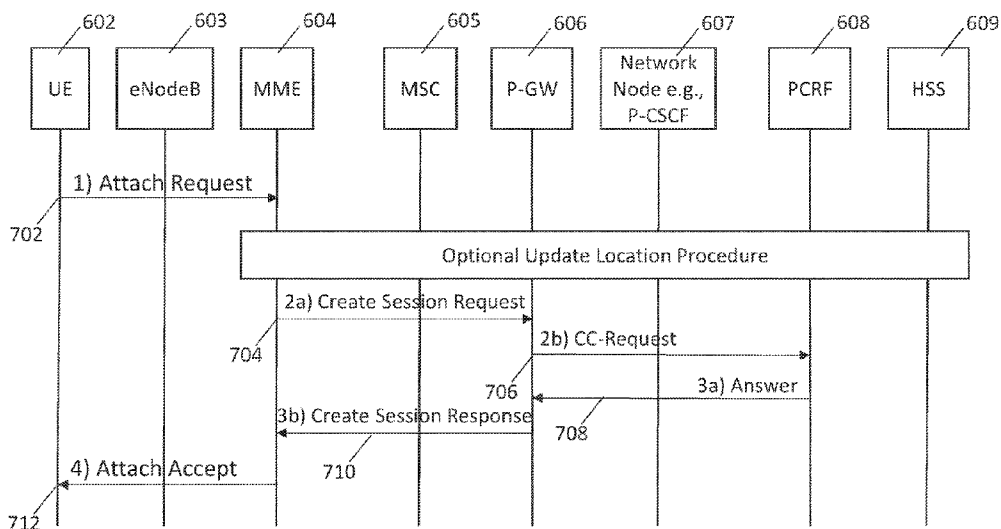 602
603
604
605
606
607
608
609
UE
eNodeB
MME
MSC
P-GW
Network
Node e.g.,
P-CSCF
PCRF
HSS
1) Attach Request
702
Optional Update Location Procedure
2a) Create Session Request
704
2b) CC-Request
706
3a) Answer
708
3b) Create Session Response
710
4) Attach Accept
712